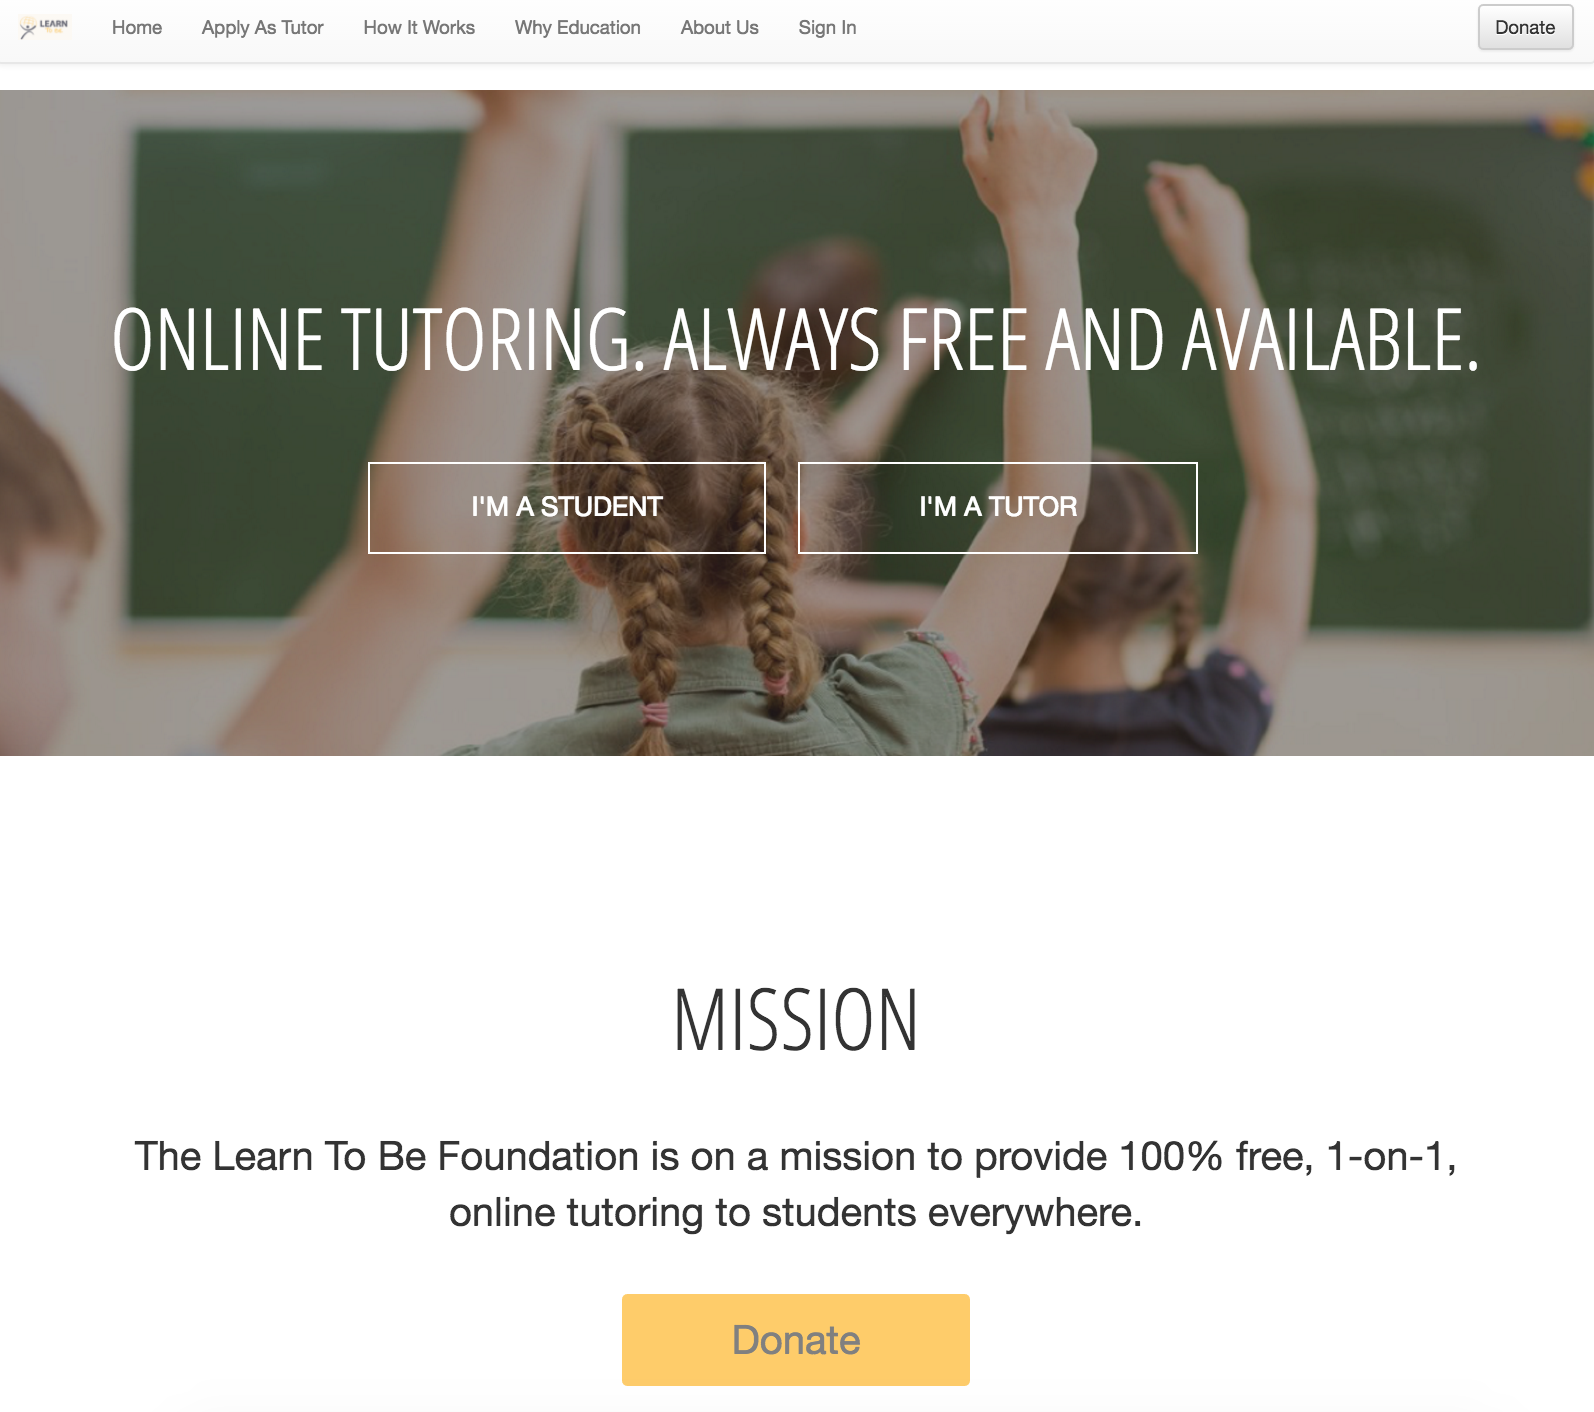 LEARN
TO BE
Home Apply As Tutor How It Works Why Education About Us Sign In Donate
ONLINE TUTORING. ALWAYS FREE AND AVAILABLE.
I'M A STUDENT I'M A TUTOR
MISSION
The Learn To Be Foundation is on a mission to provide 100% free, 1-on-1,
online tutoring to students everywhere.
Donate